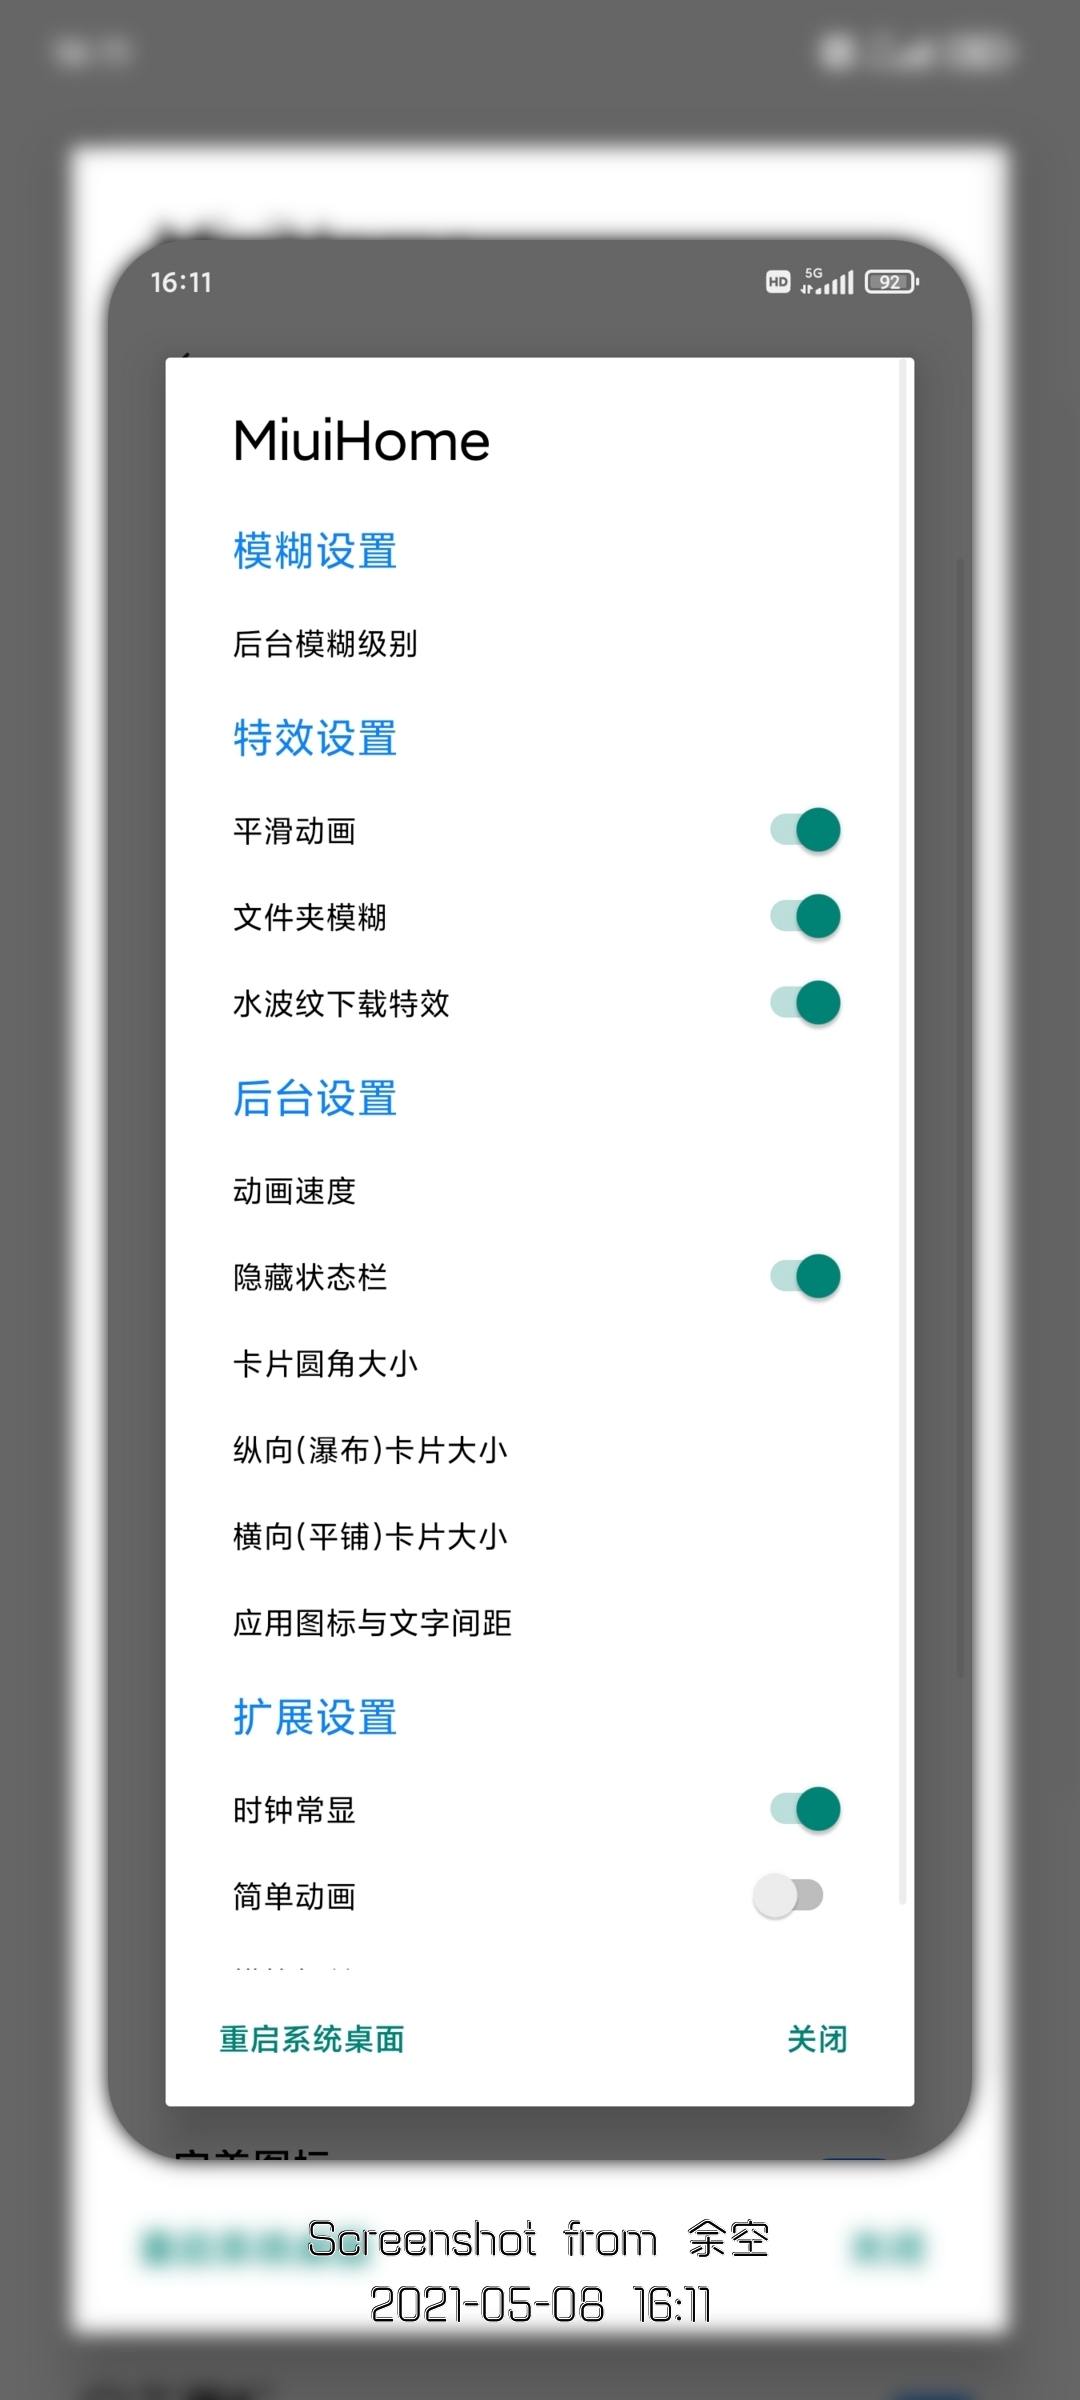 16:11
HD 5G 92
MiuiHome
模糊设置
后台模糊级别
特效设置
平滑动画
文件夹模糊
水波纹下载特效
后台设置
动画速度
隐藏状态栏
卡片圆角大小
纵向(瀑布)卡片大小
横向(平铺)卡片大小
应用图标与文字间距
扩展设置
时钟常显
简单动画
重启系统桌面
关闭
Screenshot from 余空
2021-05-08 16:11